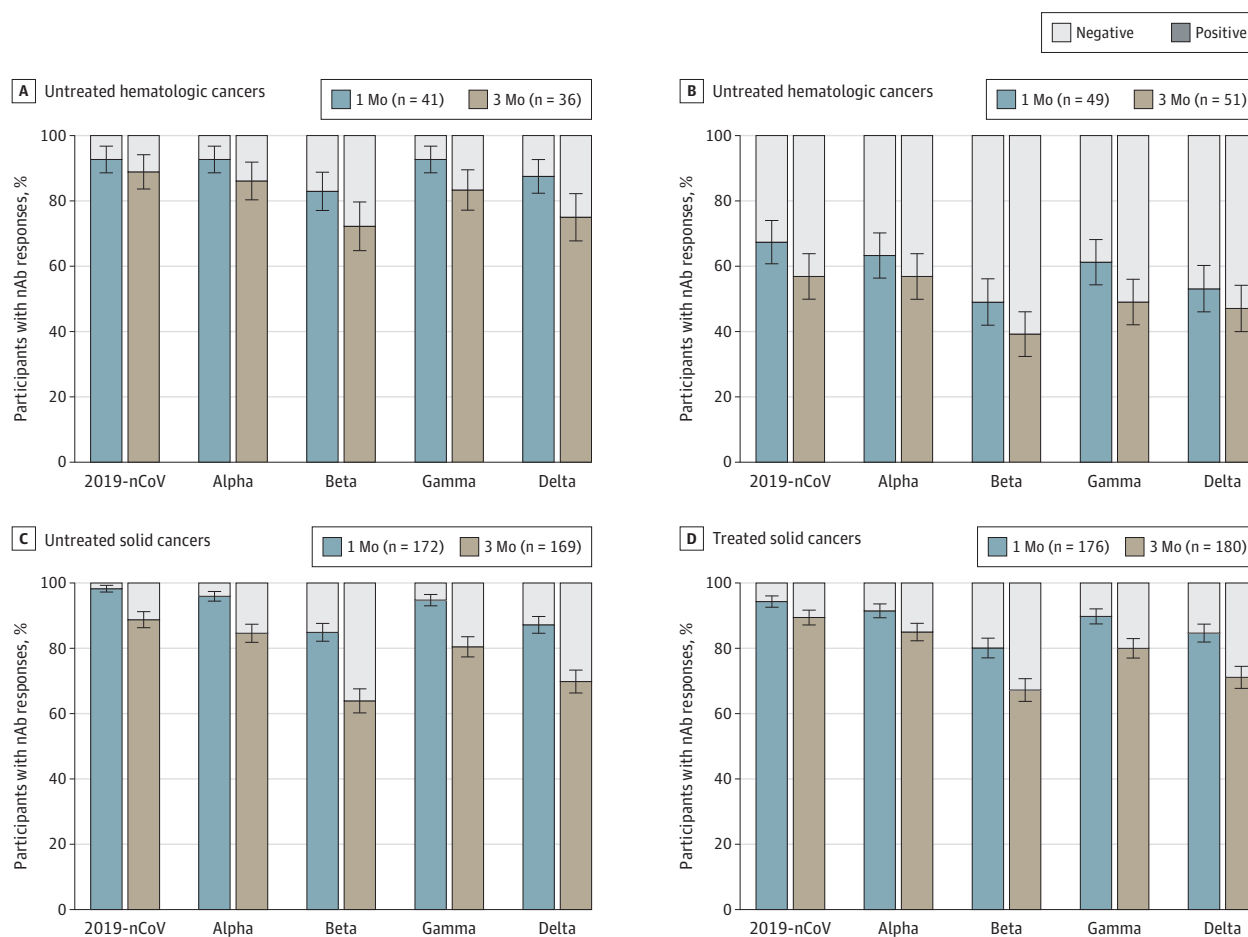 Negative Positive
A Untreated hematologic cancers
1 Mo (n = 41) 3 Mo (n = 36)
Participants with nAb responses, %
100
80
60
40
20
0
2019-nCoV Alpha Beta Gamma Delta
B Untreated hematologic cancers
1 Mo (n = 49) 3 Mo (n = 51)
Participants with nAb responses, %
100
80
60
40
20
0
2019-nCoV Alpha Beta Gamma Delta
C Untreated solid cancers
1 Mo (n = 172) 3 Mo (n = 169)
Participants with nAb responses, %
100
80
60
40
20
0
2019-nCoV Alpha Beta Gamma Delta
D Treated solid cancers
1 Mo (n = 176) 3 Mo (n = 180)
Participants with nAb responses, %
100
80
60
40
20
0
2019-nCoV Alpha Beta Gamma Delta